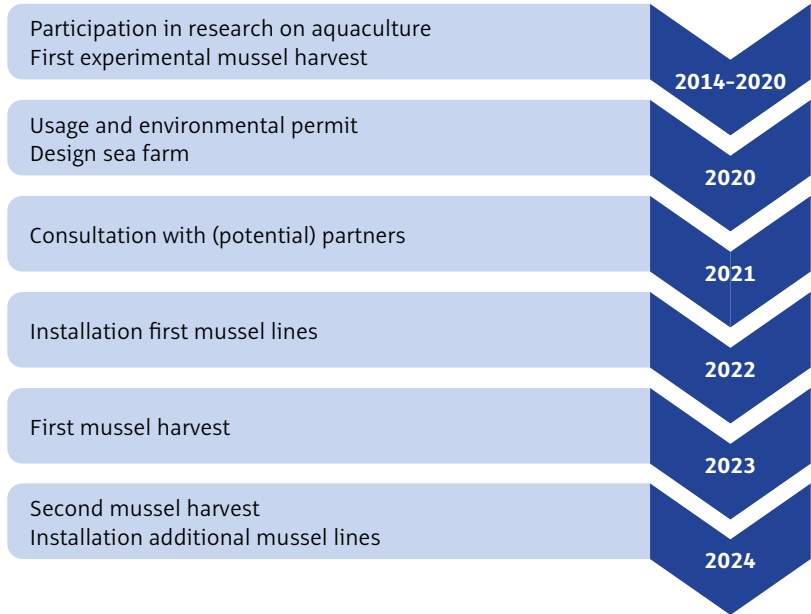 Participation in research on aquaculture
First experimental mussel harvest
2014-2020
Usage and environmental permit
Design sea farm
2020
Consultation with (potential) partners
2021
Installation first mussel lines
2022
First mussel harvest
2023
Second mussel harvest
Installation additional mussel lines
2024